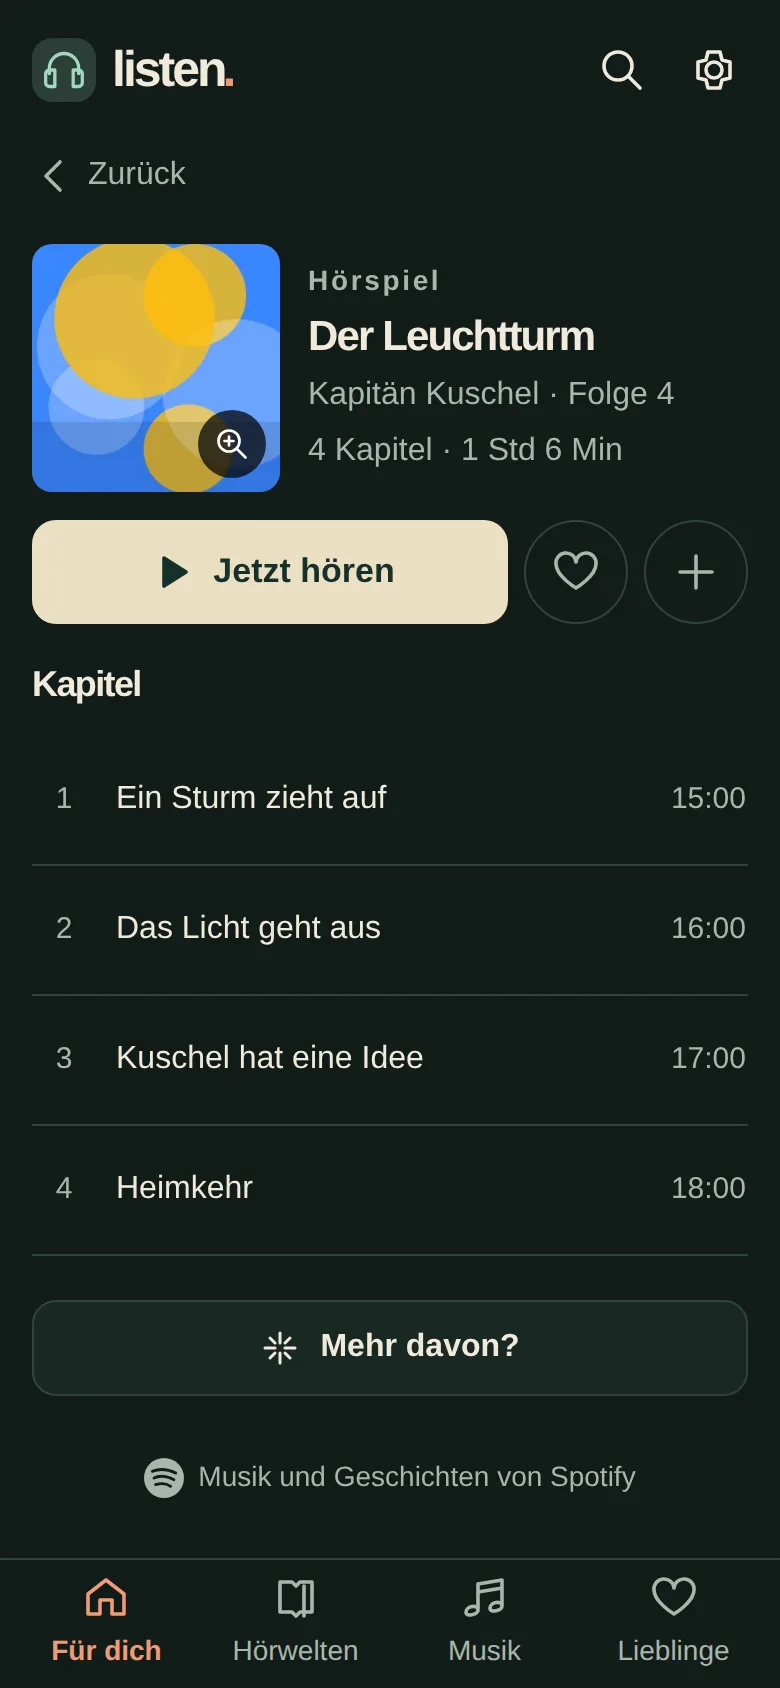 listen.
Zurück
Hörspiel
Der Leuchtturm
Kapitän Kuschel · Folge 4
4 Kapitel · 1 Std 6 Min
Jetzt hören
Kapitel
1 Ein Sturm zieht auf 15:00
2 Das Licht geht aus 16:00
3 Kuschel hat eine Idee 17:00
4 Heimkehr 18:00
Mehr davon?
Musik und Geschichten von Spotify
Für dich Hörwelten Musik Lieblinge